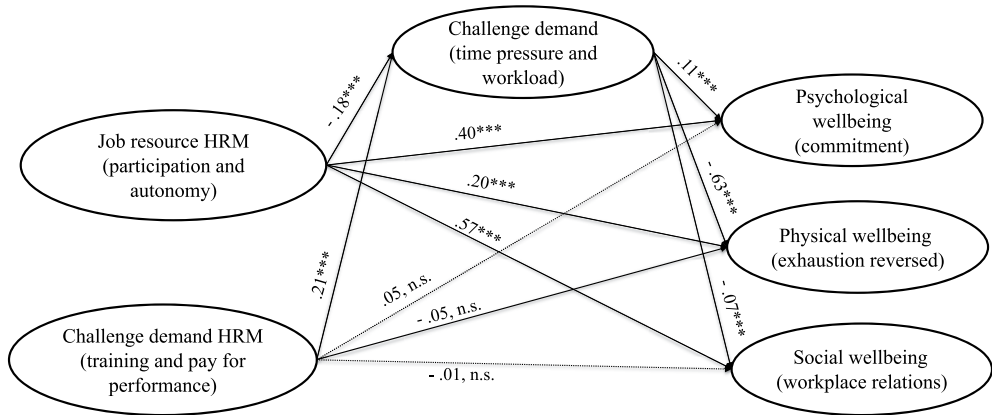 Challenge demand
(time pressure and
workload)
Psychological
wellbeing
(commitment)
Job resource HRM
(participation and
autonomy)
Physical wellbeing
(exhaustion reversed)
Challenge demand HRM
(training and pay for
performance)
Social wellbeing
(workplace relations)
- .18***
.21***
.11***
.40***
.20***
.57***
- .63***
- .07***
.05, n.s.
- .05, n.s.
- .01, n.s.